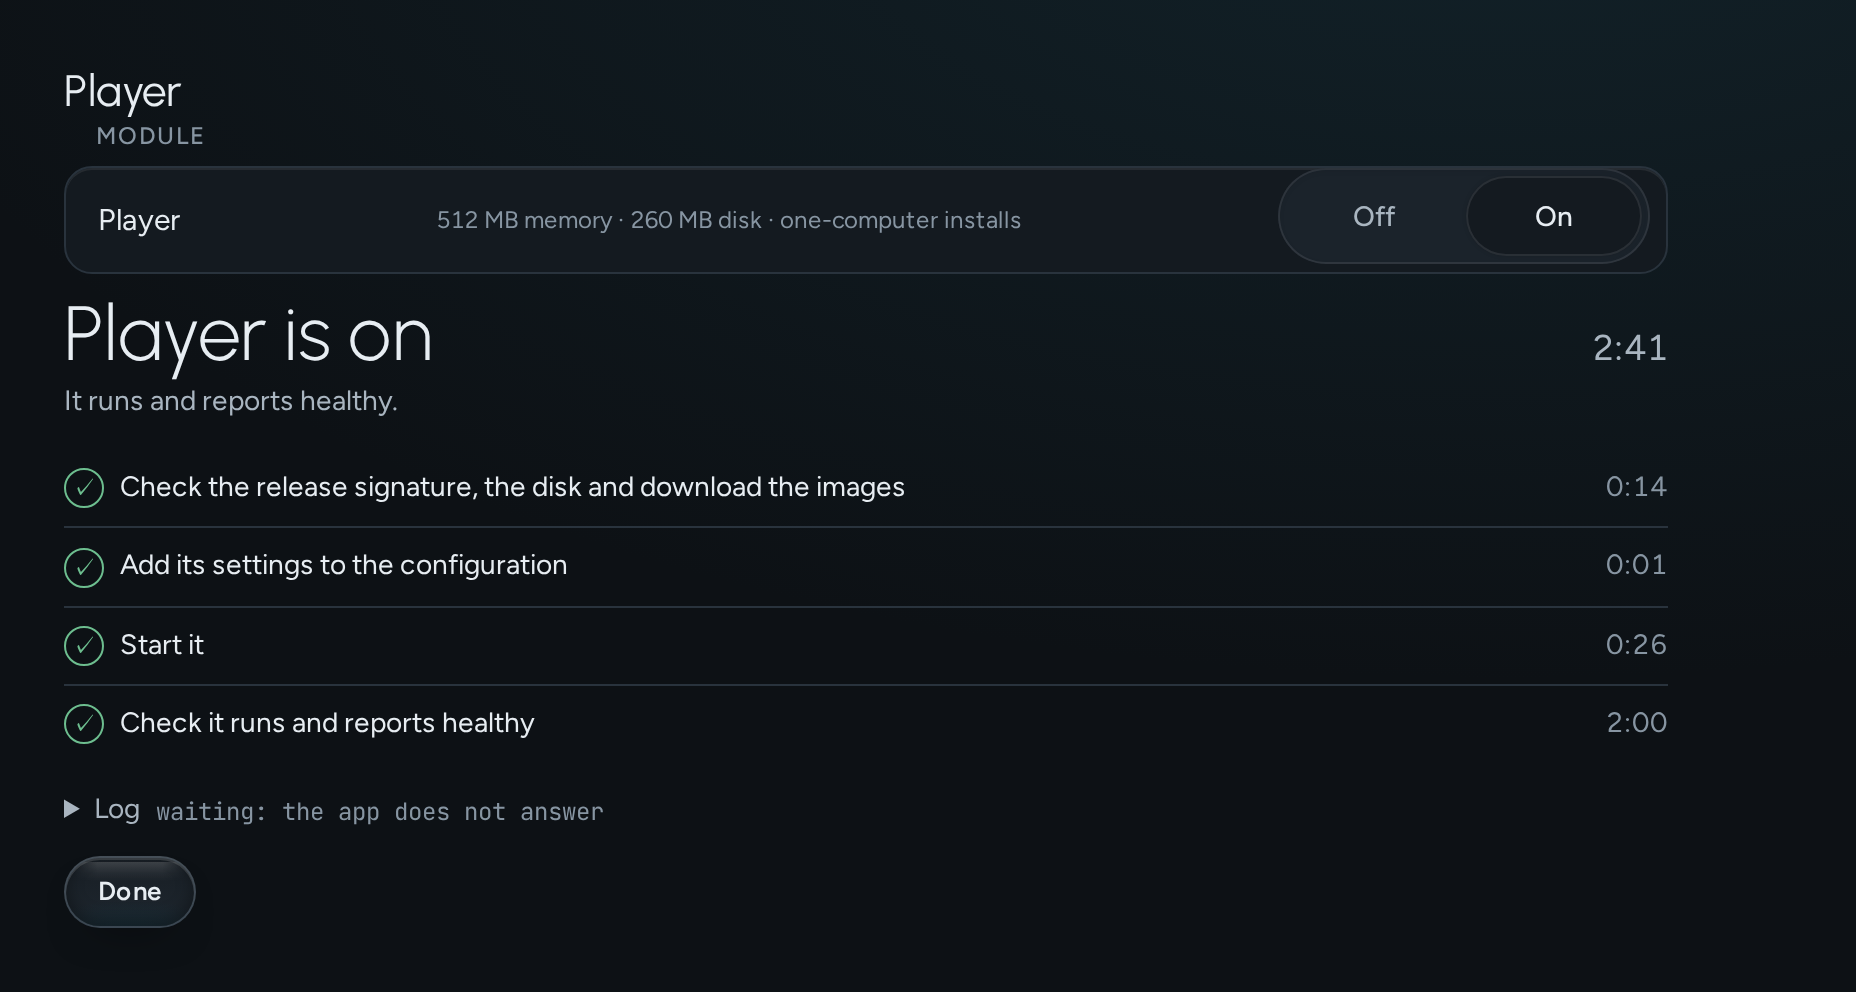 Player
MODULE
Player 512 MB memory · 260 MB disk · one-computer installs Off On
Player is on 2:41
It runs and reports healthy.
✓ Check the release signature, the disk and download the images 0:14
✓ Add its settings to the configuration 0:01
✓ Start it 0:26
✓ Check it runs and reports healthy 2:00
▶ Log waiting: the app does not answer
Done